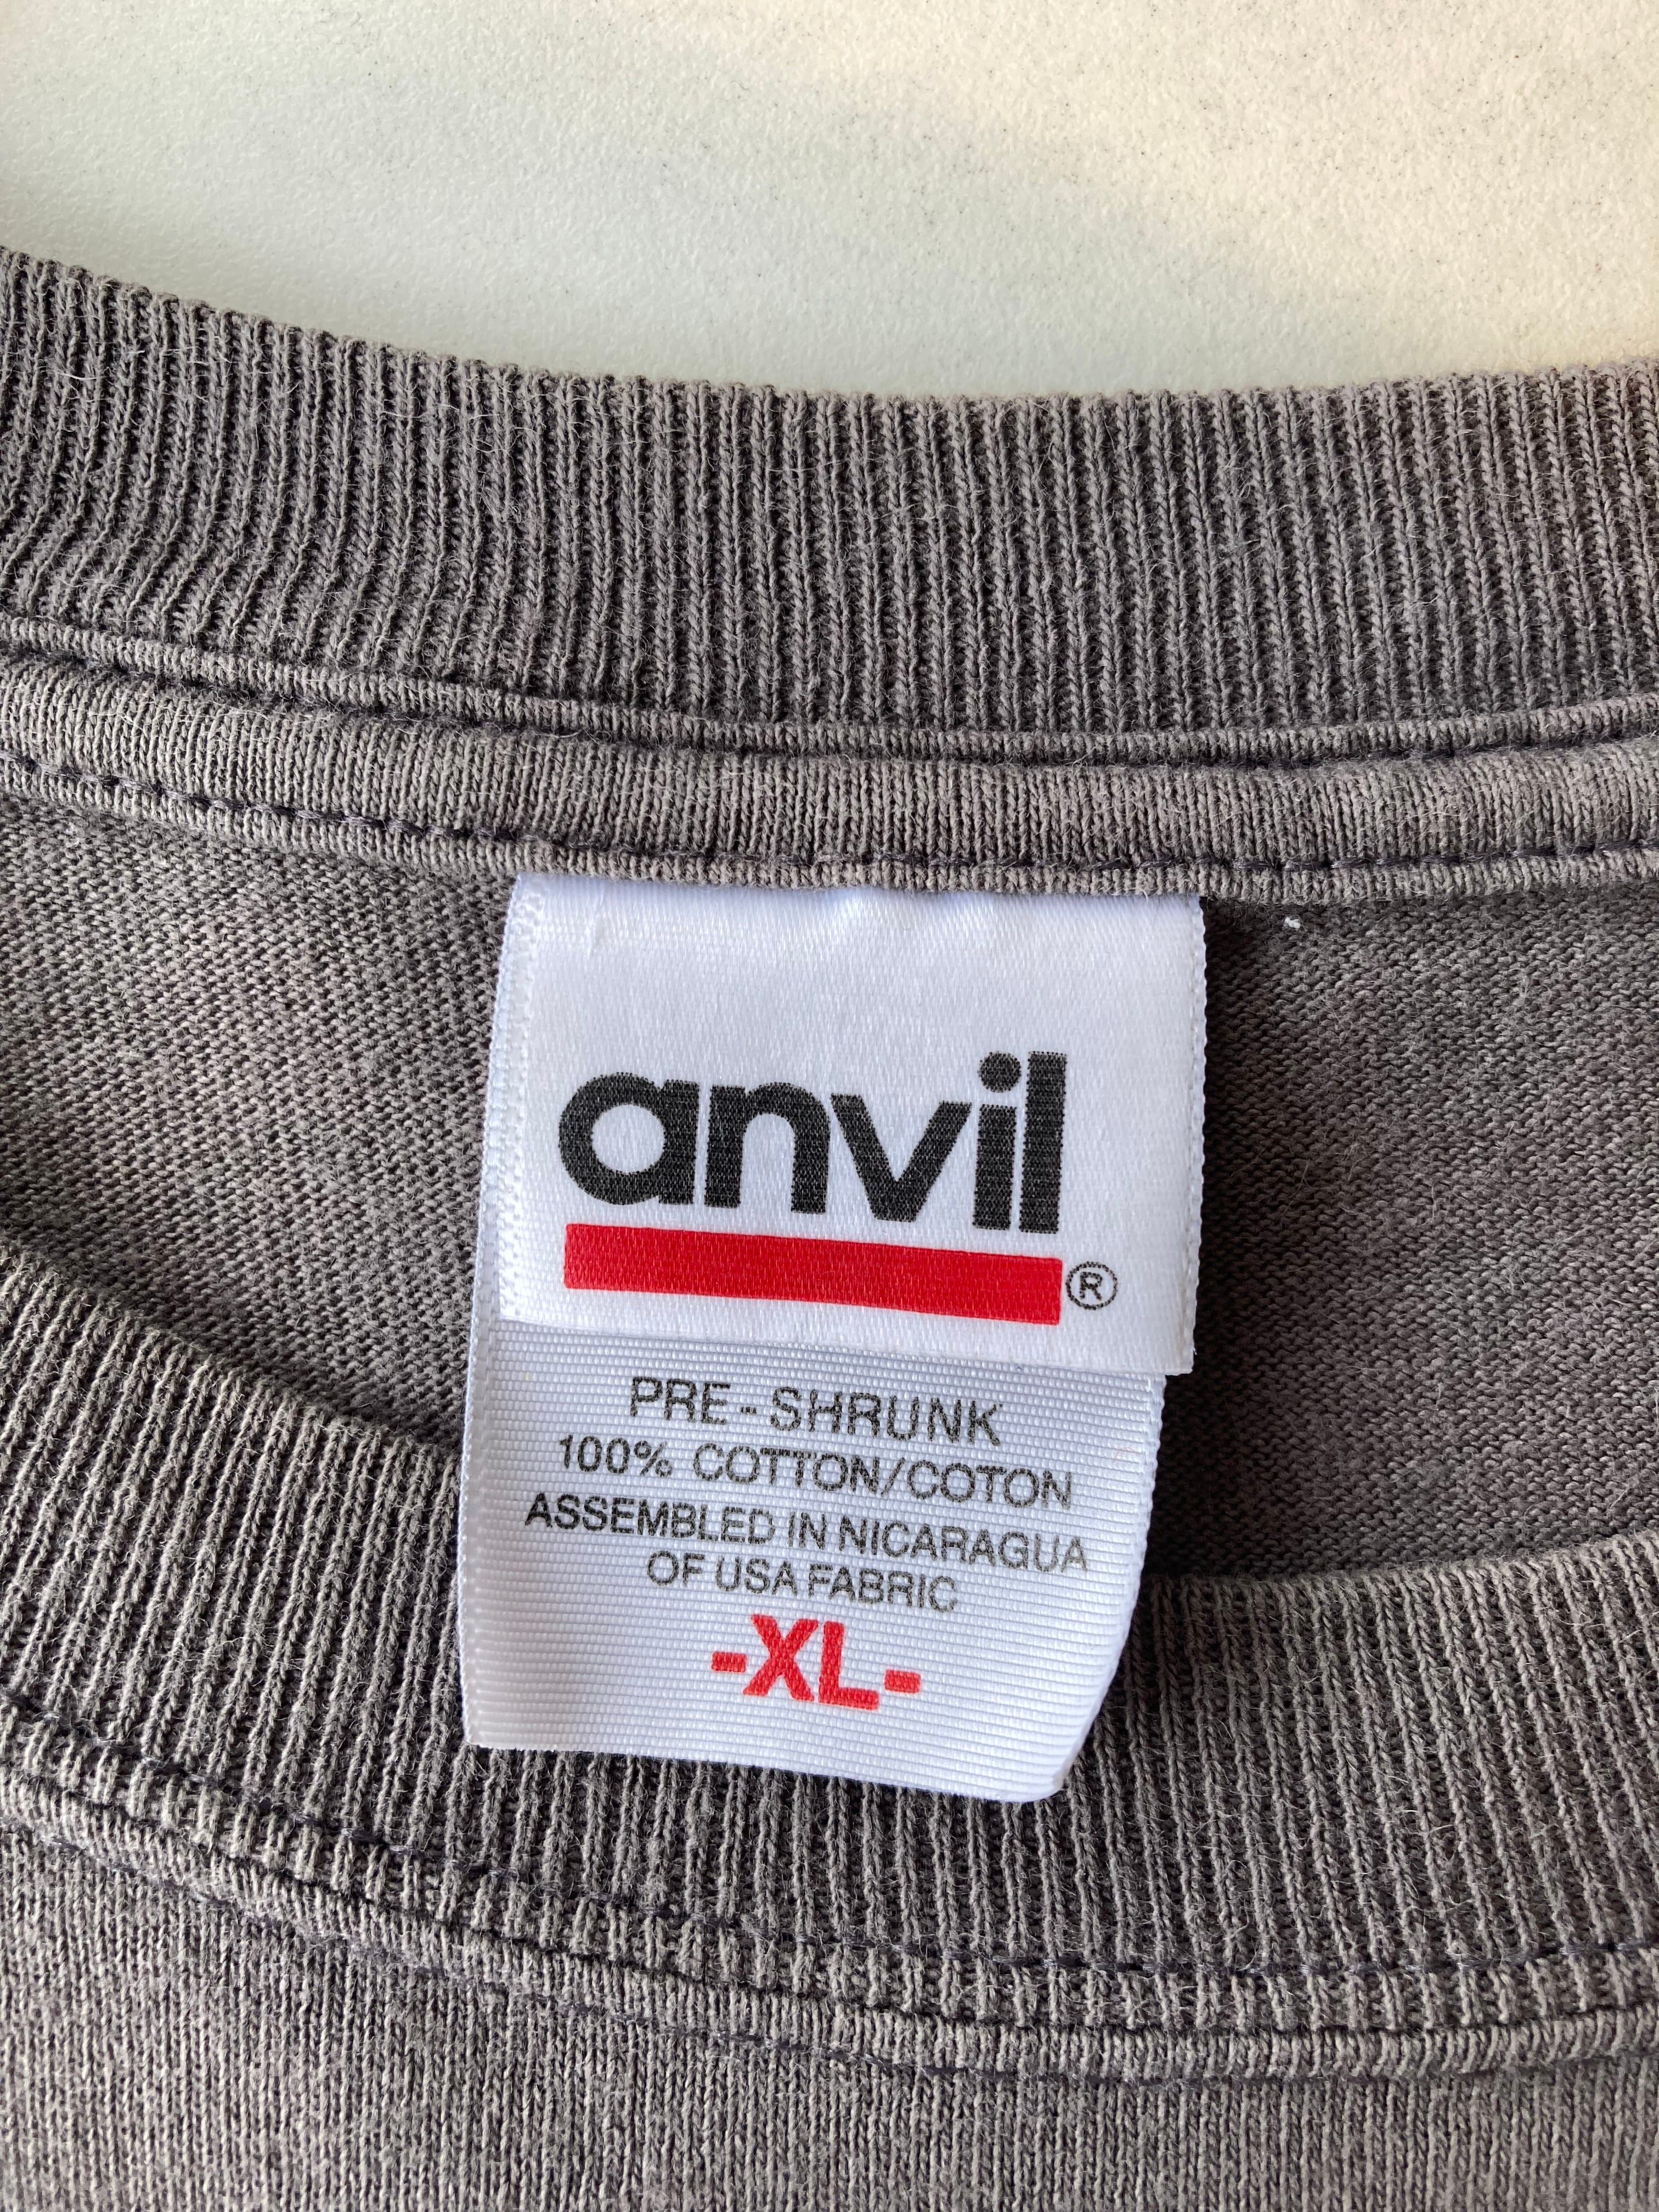 anvil
®
PRE-SHRUNK
100% COTTON/COTON
ASSEMBLED IN NICARAGUA
OF USA FABRIC
-XL-